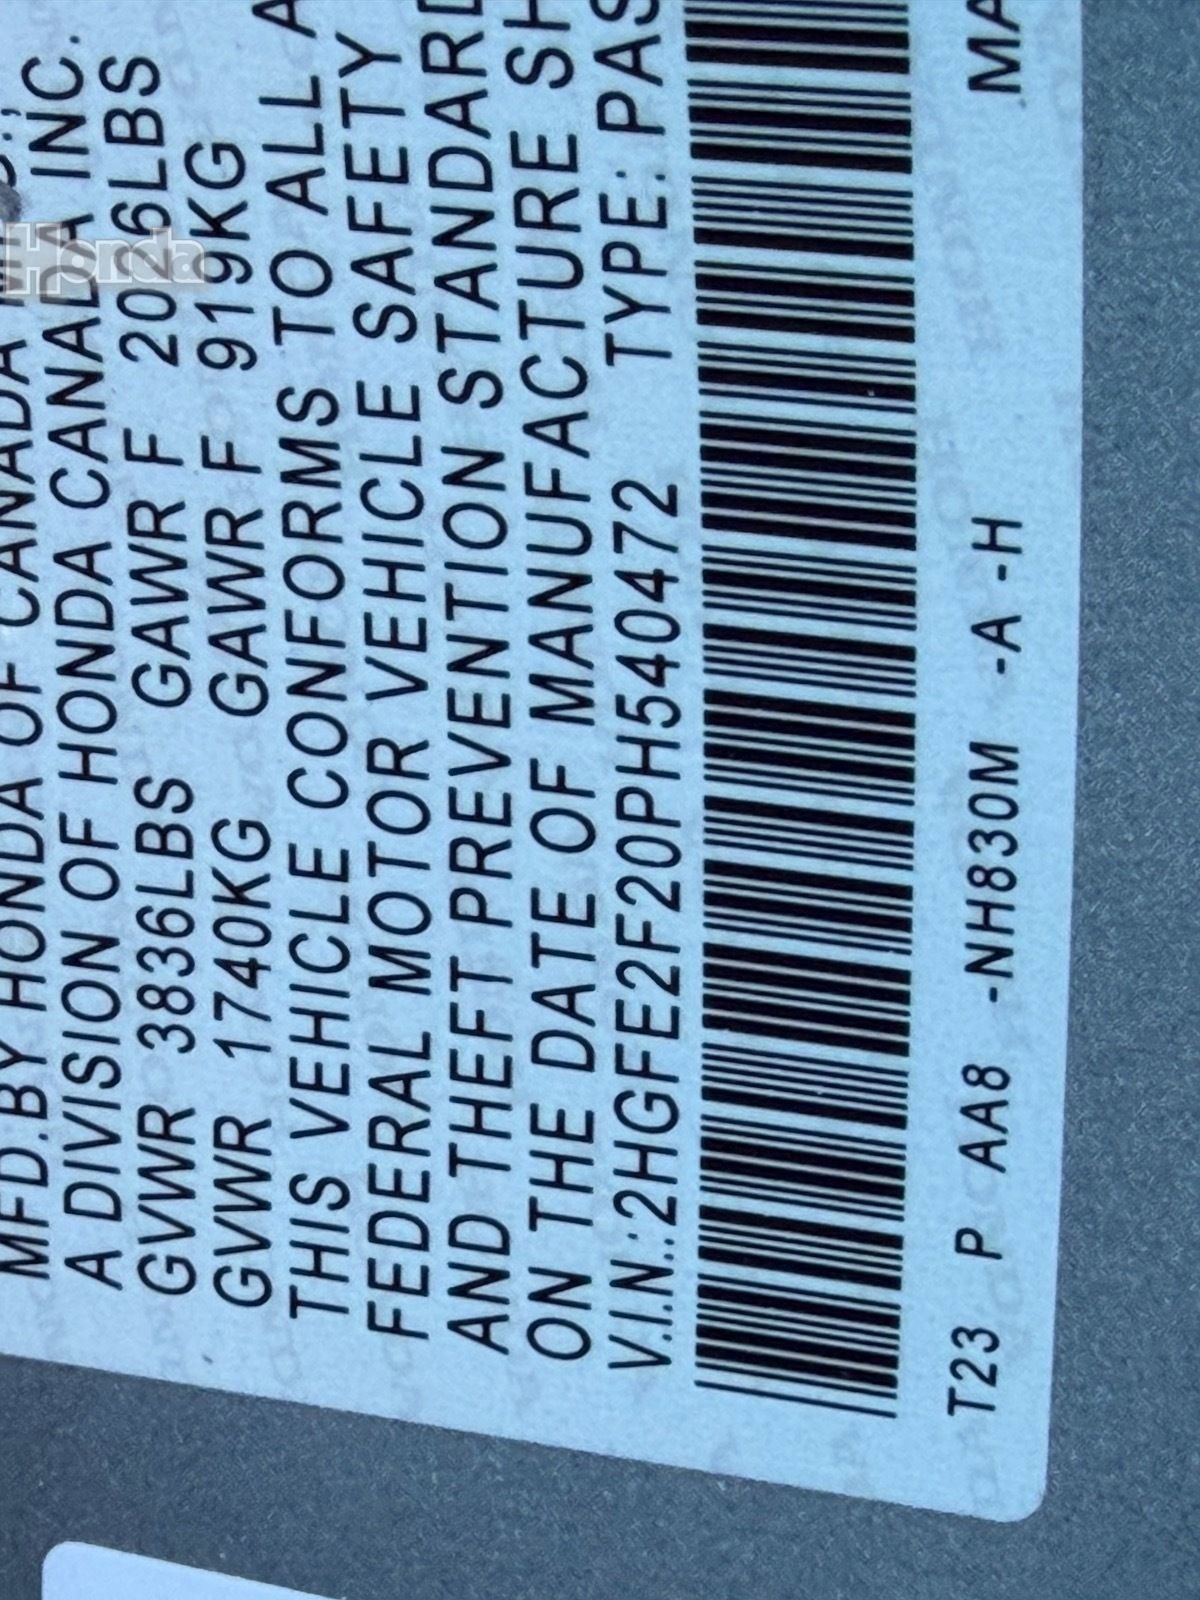 MFD.BY HONDA OF CANADA
A DIVISION OF HONDA CANADA INC.
GVWR 3836LBS GAWR F 2026LBS
GVWR 1740KG GAWR F 919KG
THIS VEHICLE CONFORMS TO ALL A
FEDERAL MOTOR VEHICLE SAFETY
AND THEFT PREVENTION STANDARD
ON THE DATE OF MANUFACTURE SH
V.I.N.:2HGFE2F20PH540472 TYPE: PAS
T23 P AA8 -NH830M -A -H MA
Honda